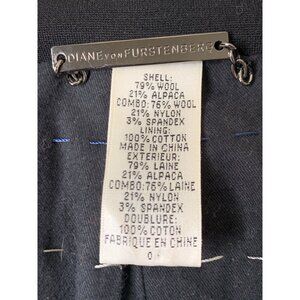 DIANE VON FURSTENBERG
SHELL:
79% WOOL
21% ALPACA
COMBO: 76% WOOL
21% NYLON
3% SPANDEX
LINING:
100% COTTON
MADE IN CHINA
EXTERIEUR:
79% LAINE
21% ALPACA
COMBO: 76% LAINE
21% NYLON
3% SPANDEX
DOUBLURE:
100% COTON
FABRIQUE EN CHINE
0